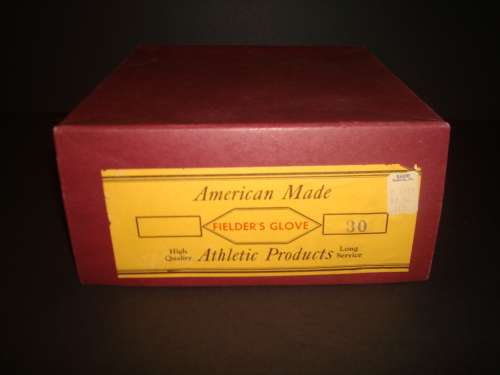 American Made
FIELDER'S GLOVE
30
High
Quality
Athletic Products
Long
Service